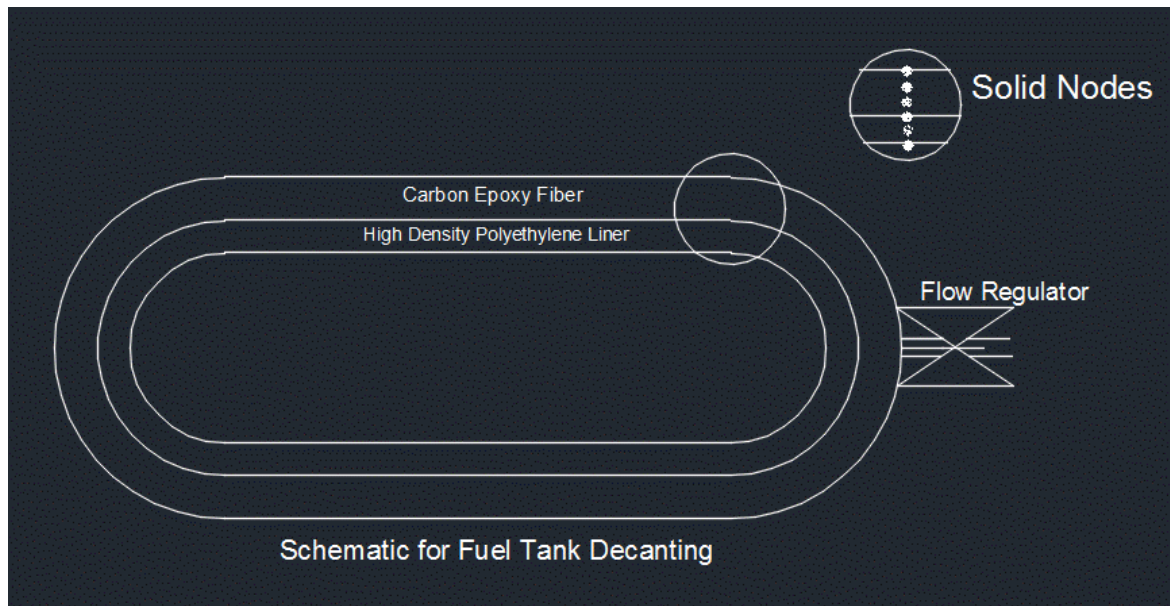 Solid Nodes
Carbon Epoxy Fiber
High Density Polyethylene Liner
Flow Regulator
Schematic for Fuel Tank Decanting